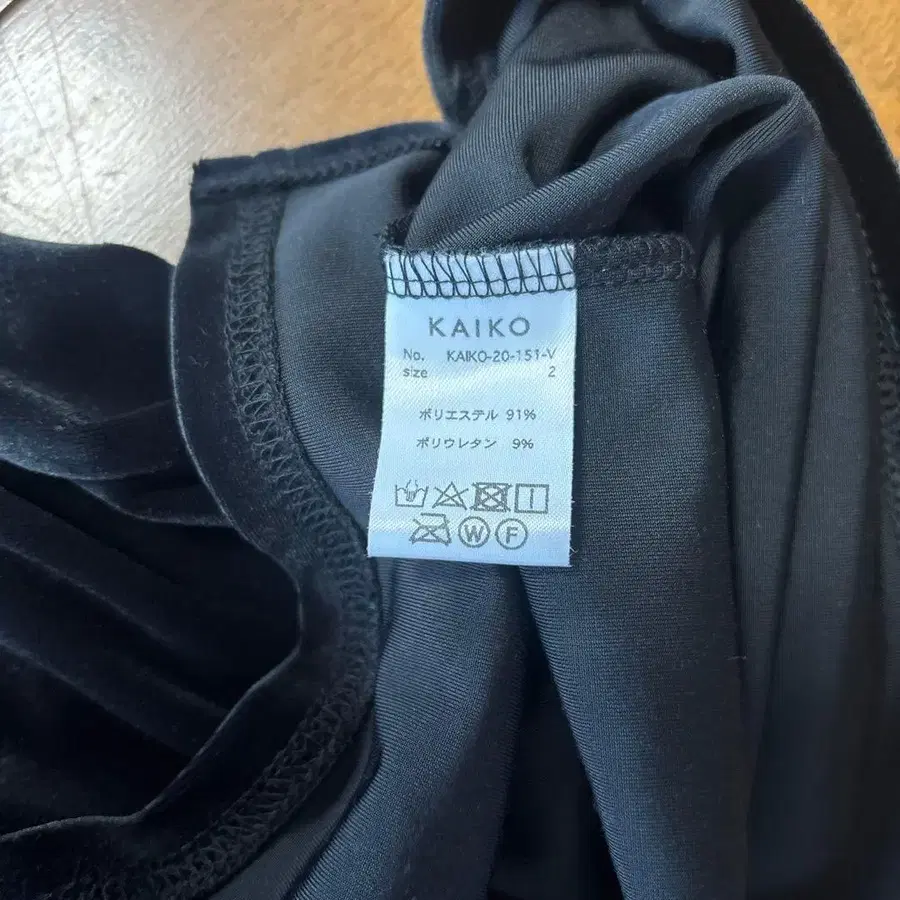 KAIKO
No. KAIKO-20-151-V
size 2
ポリエステル 91%
ポリウレタン 9%
W F